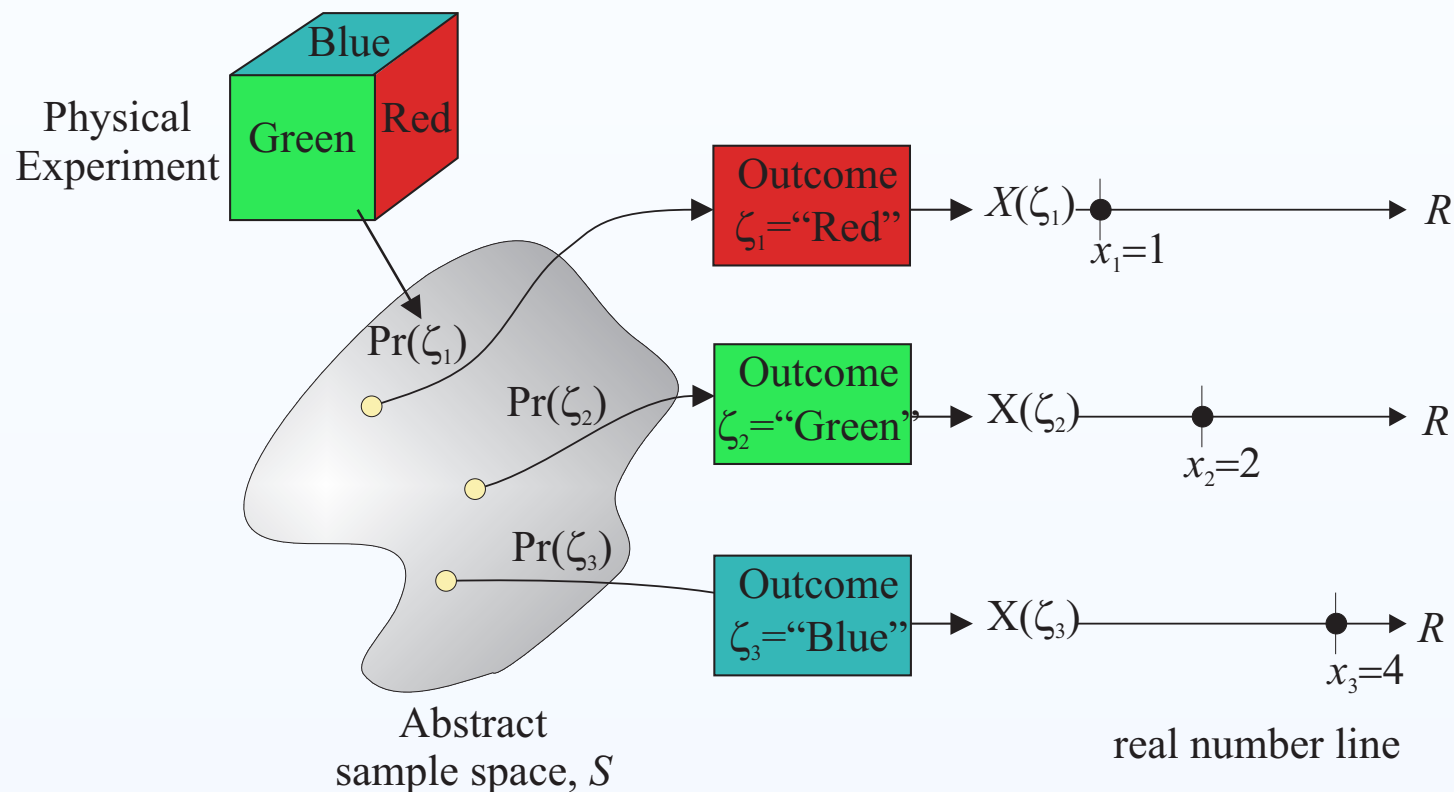 Blue
Green
Red
Physical
Experiment
Outcome
ζ₁=“Red”
X(ζ₁)
x₁=1
R
Pr(ζ₁)
Outcome
ζ₂=“Green”
X(ζ₂)
x₂=2
R
Pr(ζ₂)
Pr(ζ₃)
Outcome
ζ₃=“Blue”
X(ζ₃)
x₃=4
R
Abstract
sample space, S
real number line